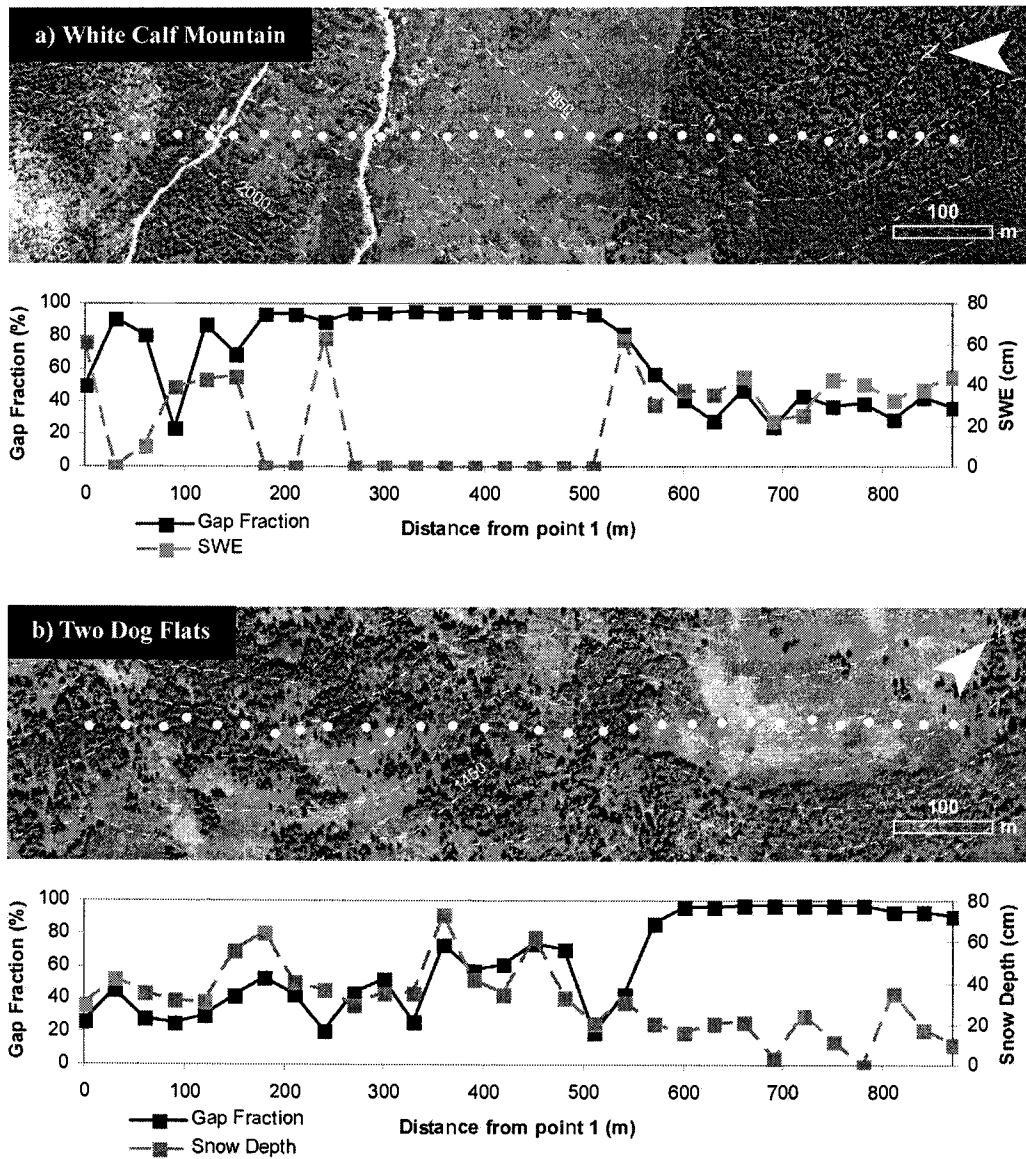 a) White Calf Mountain
N
1950
2000
100
m
100
80
60
40
20
0
Gap Fraction (%)
80
60
40
20
0
SWE (cm)
0 100 200 300 400 500 600 700 800
Gap Fraction
SWE
Distance from point 1 (m)
b) Two Dog Flats
1450
100
m
100
80
60
40
20
0
Gap Fraction (%)
80
60
40
20
0
Snow Depth (cm)
0 100 200 300 400 500 600 700 800
Gap Fraction
Snow Depth
Distance from point 1 (m)